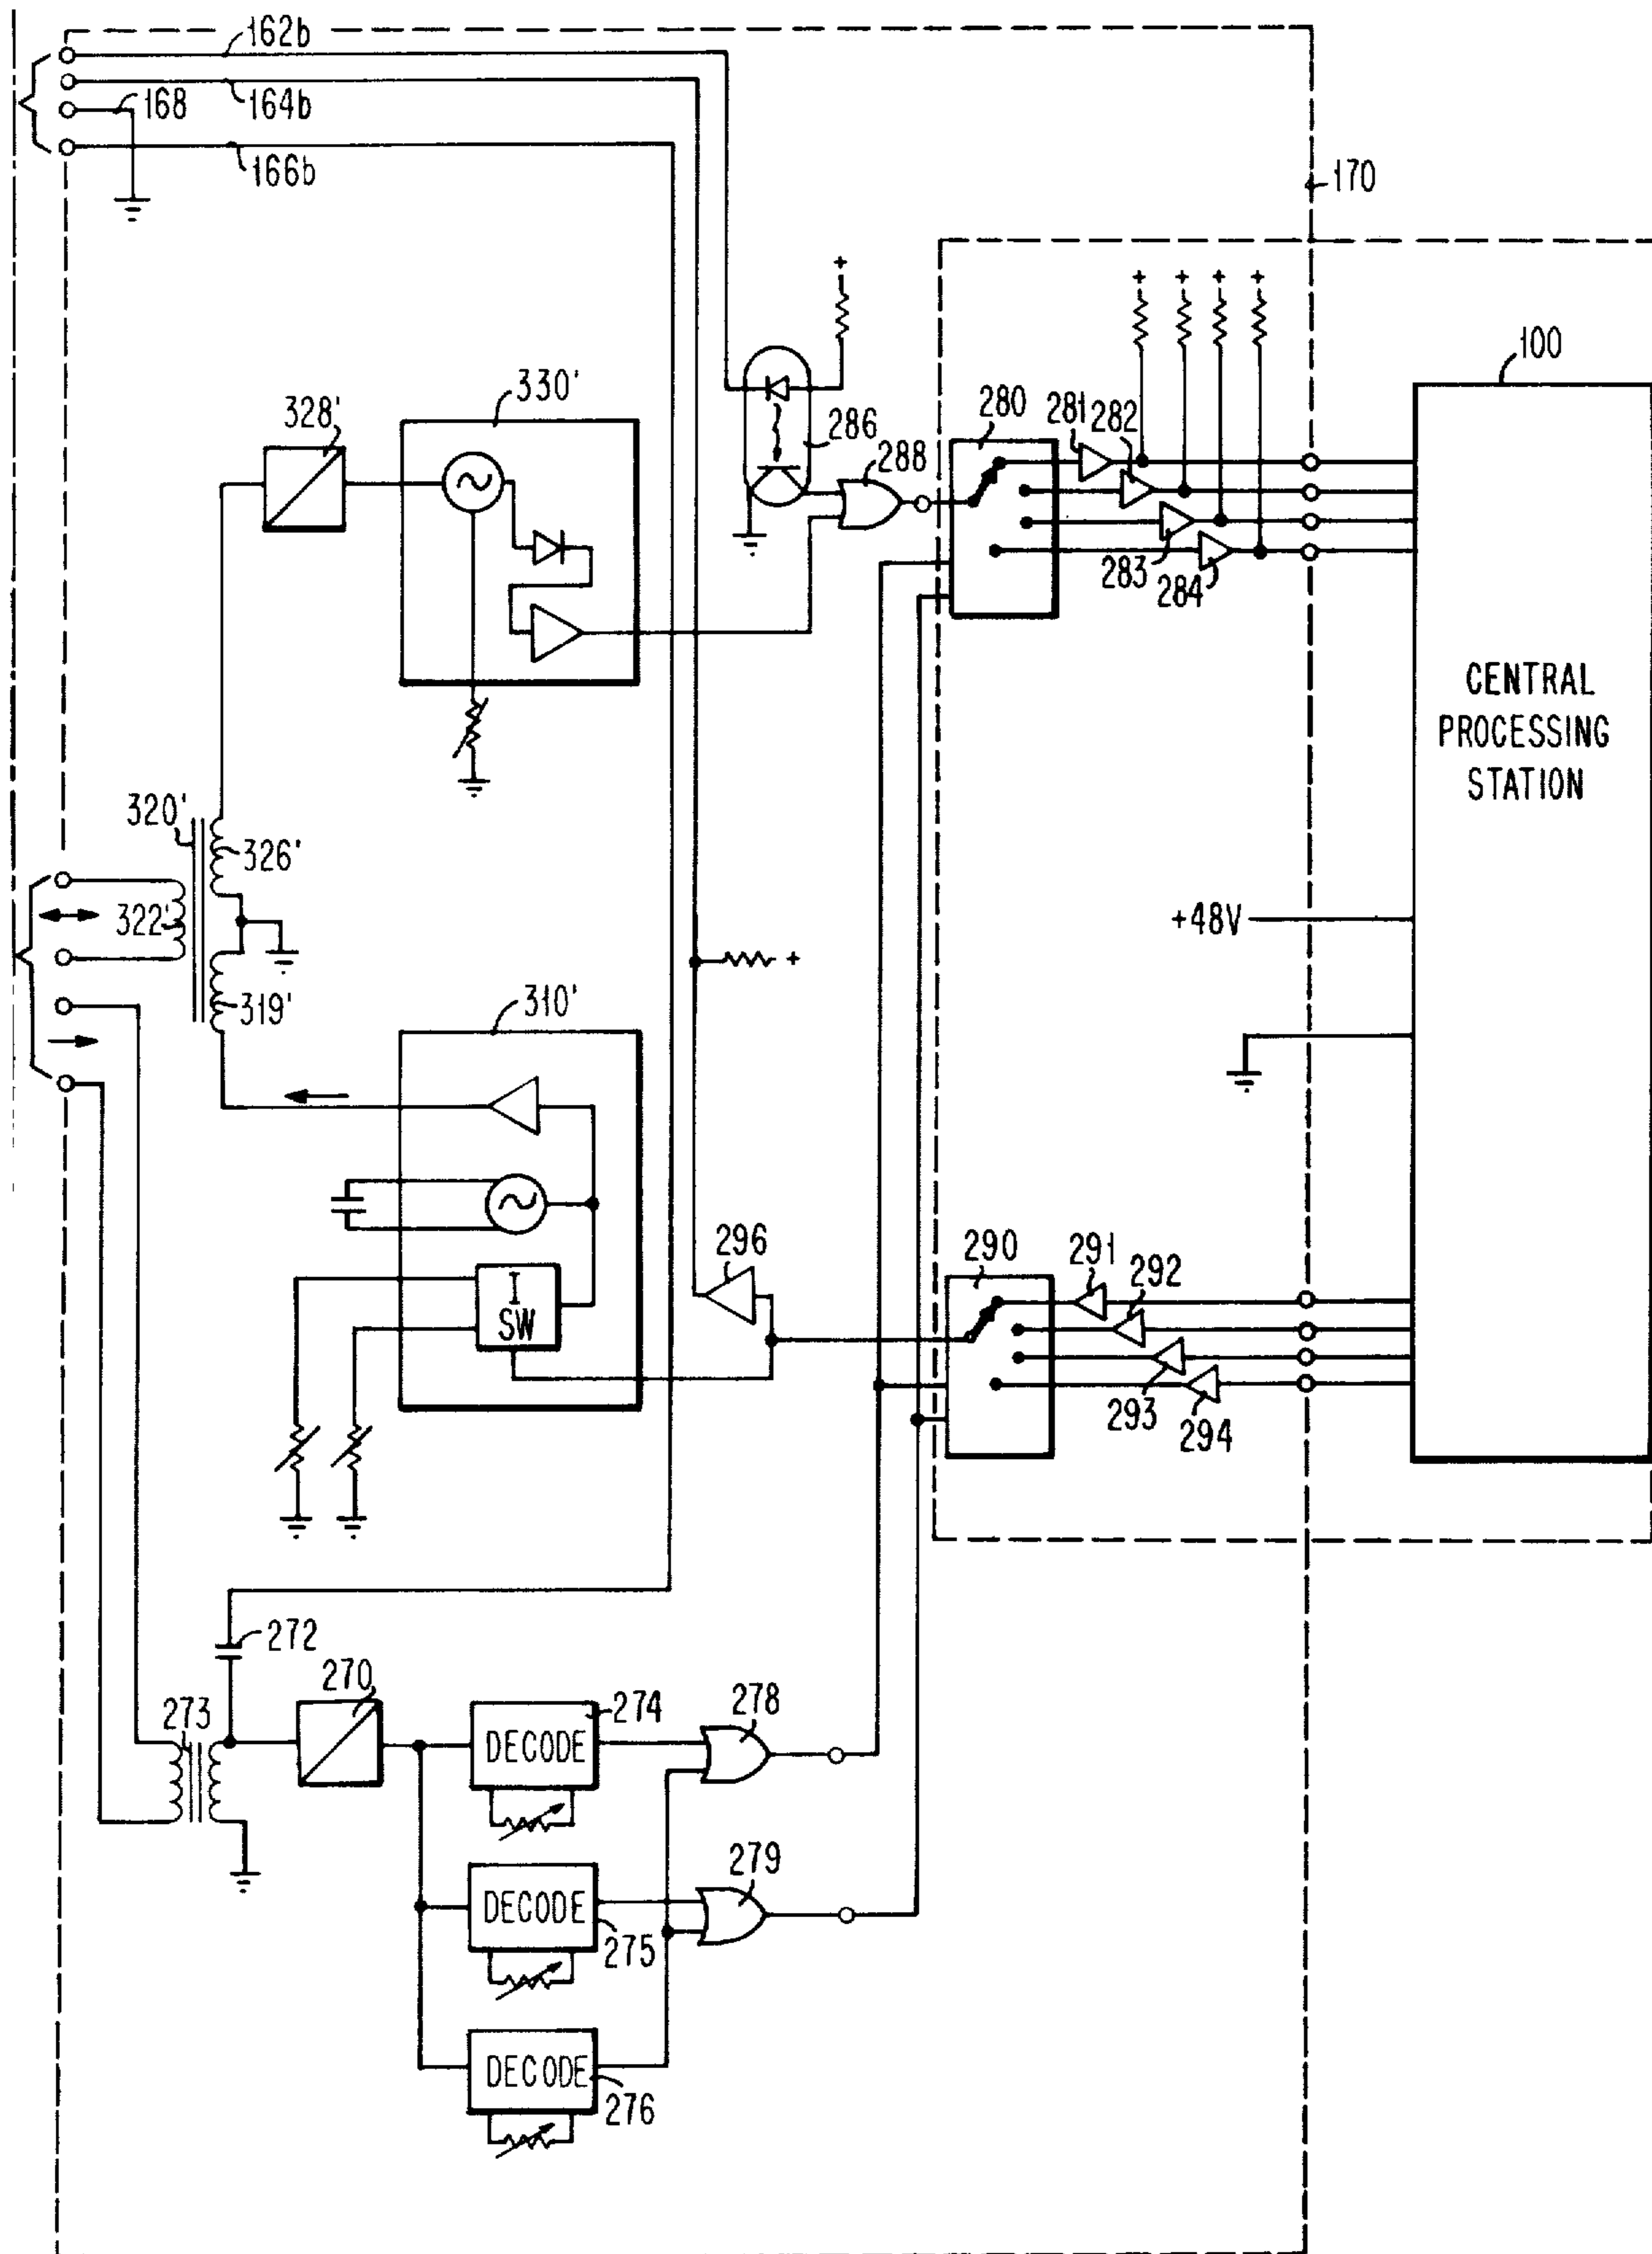 162b
164b
168
166b
170
+
+ + + +
100
330'
328'
286
280
281
282
288
283
284
CENTRAL
PROCESSING
STATION
320'
326'
322'
+48V
+
319'
310'
296
290
291
292
I
SW
293
294
272
270
273
274
278
DECODE
279
DECODE
275
DECODE
276